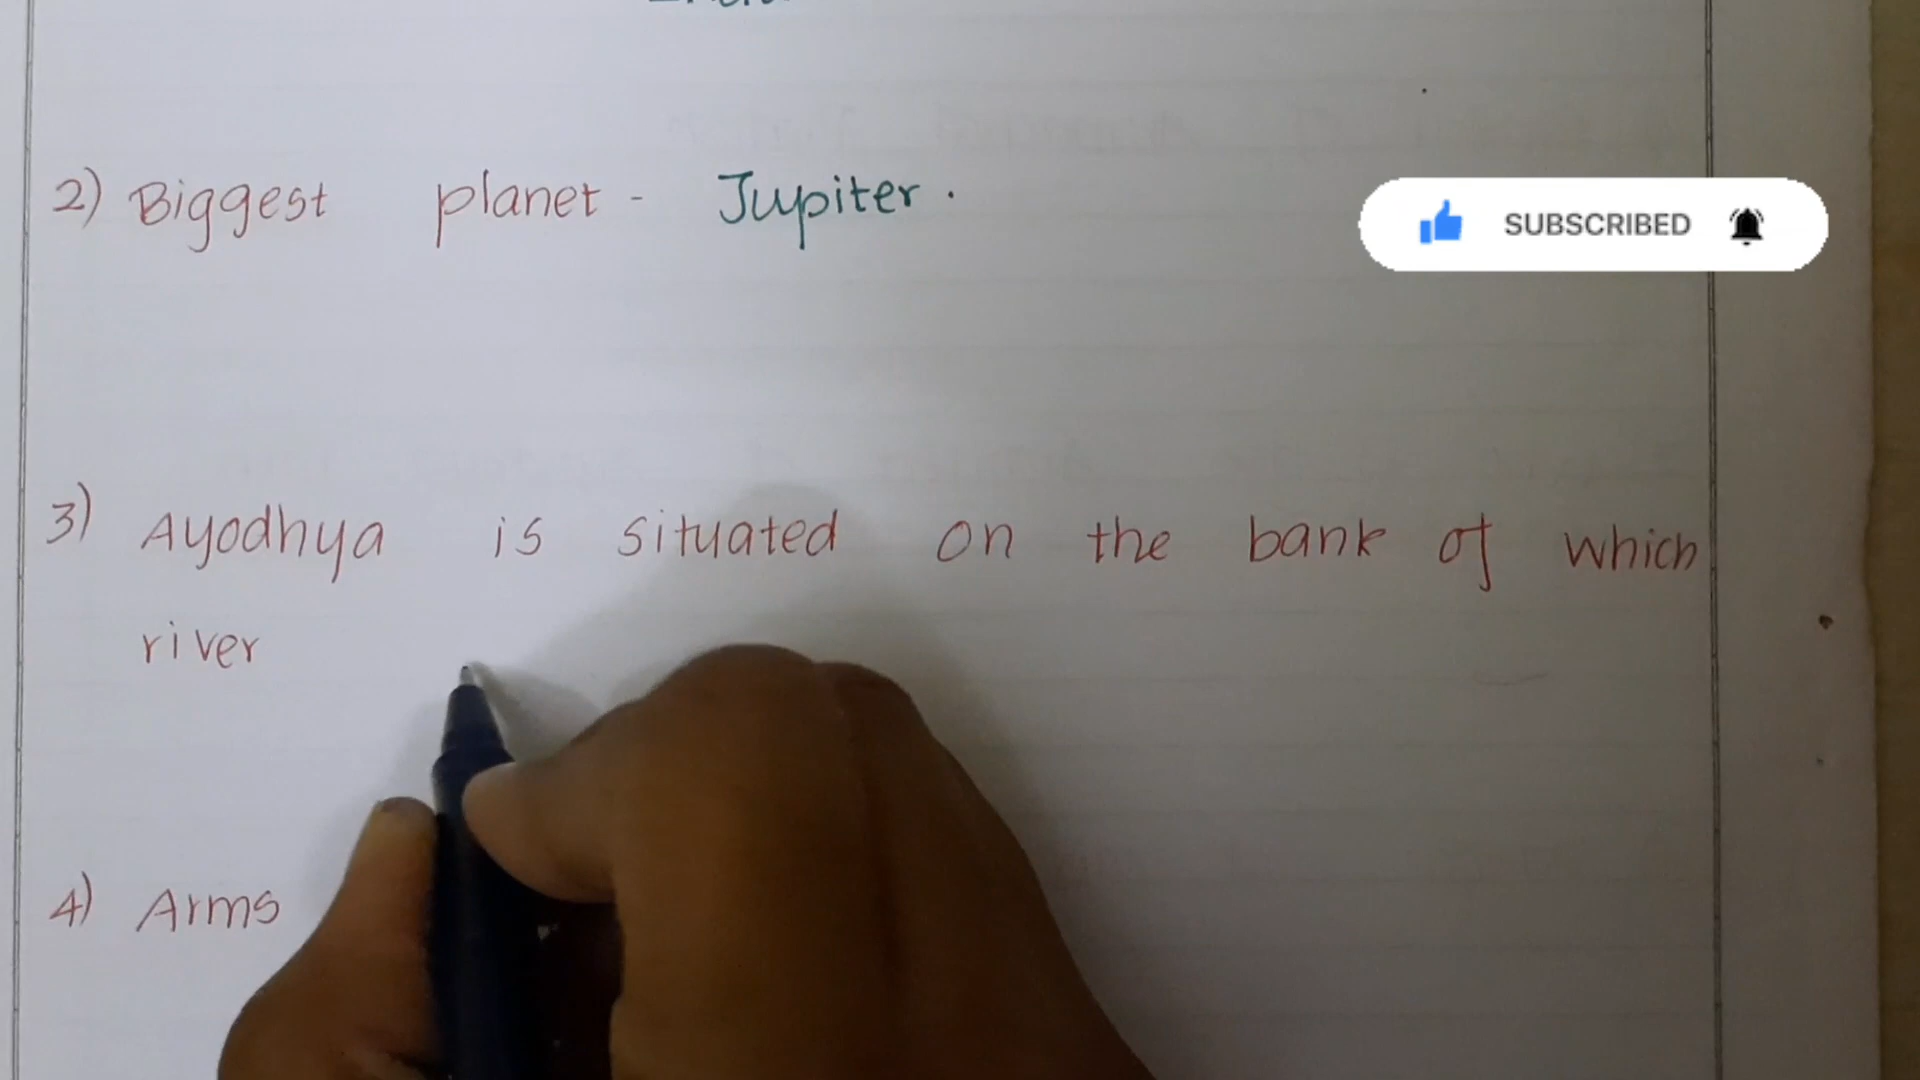 2) Biggest planet - Jupiter.
SUBSCRIBED
3) Ayodhya is situated on the bank of which
river
4) Arms